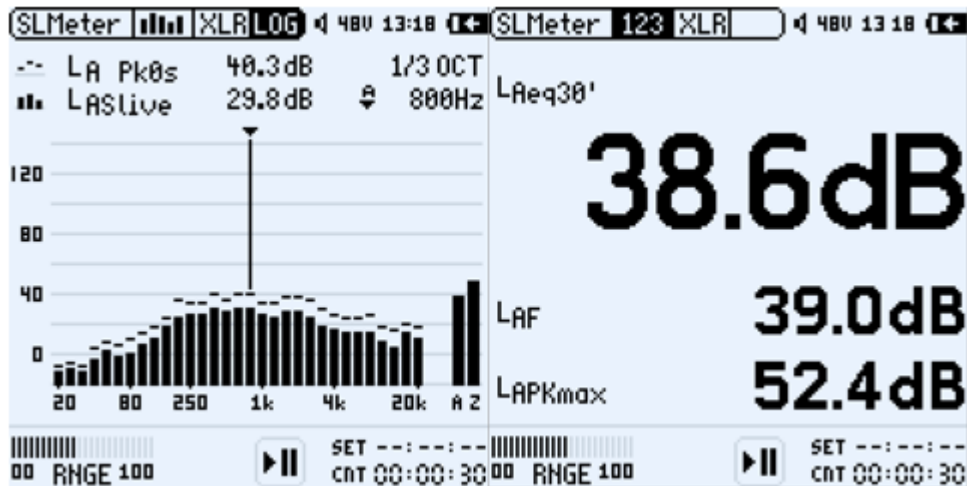 SLMeter XLR LOG 48V 13:18
LA Pk0s 40.3dB 1/3 OCT
LASlive 29.8dB A 800Hz
120
80
40
0
20 80 250 1k 4k 20k A Z
SET --:--:--
00 RNGE 100 CNT 00:00:30
SLMeter 123 XLR 48V 13 18
LAeq30'
38.6dB
LAF 39.0dB
LAPKmax 52.4dB
SET --:--:--
00 RNGE 100 CNT 00:00:30